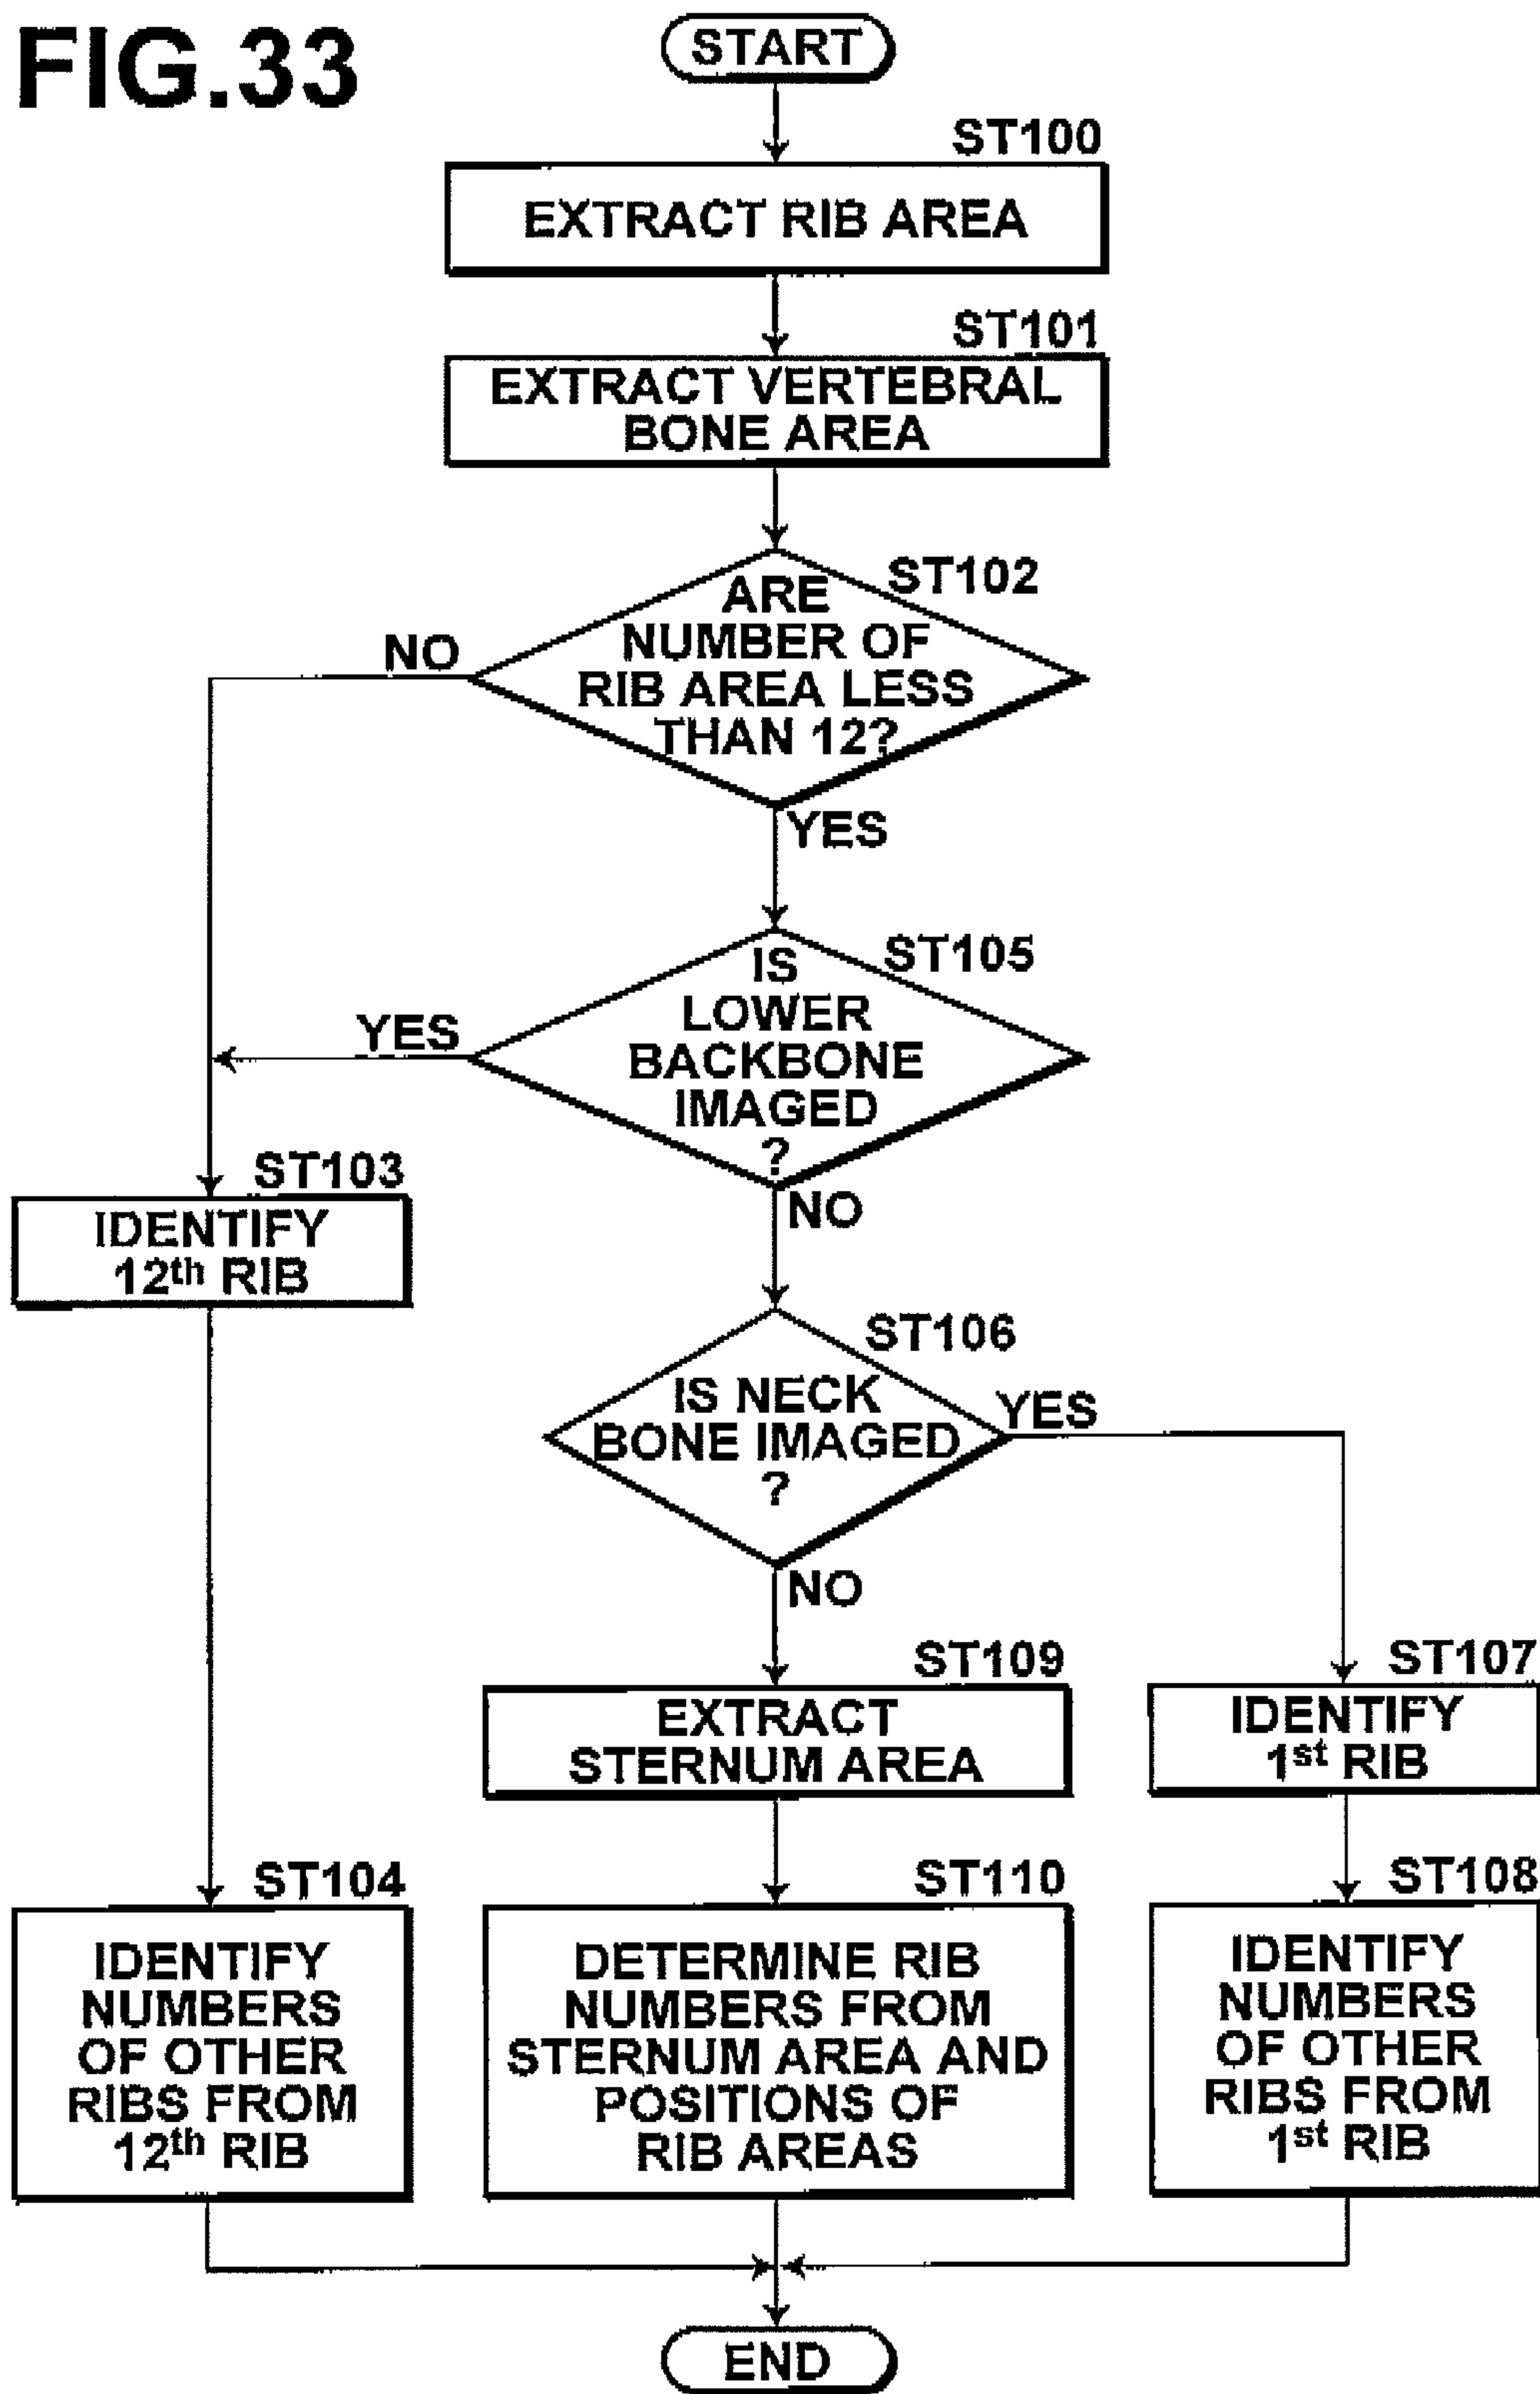 FIG.33
START
ST100
EXTRACT RIB AREA
ST101
EXTRACT VERTEBRAL
BONE AREA
ST102
ARE
NUMBER OF
RIB AREA LESS
THAN 12?
NO
YES
ST105
IS
LOWER
BACKBONE
IMAGED
?
YES
NO
ST103
IDENTIFY
12th RIB
ST106
IS NECK
BONE IMAGED
?
YES
NO
ST109
EXTRACT
STERNUM AREA
ST107
IDENTIFY
1st RIB
ST104
IDENTIFY
NUMBERS
OF OTHER
RIBS FROM
12th RIB
ST110
DETERMINE RIB
NUMBERS FROM
STERNUM AREA AND
POSITIONS OF
RIB AREAS
ST108
IDENTIFY
NUMBERS
OF OTHER
RIBS FROM
1st RIB
END